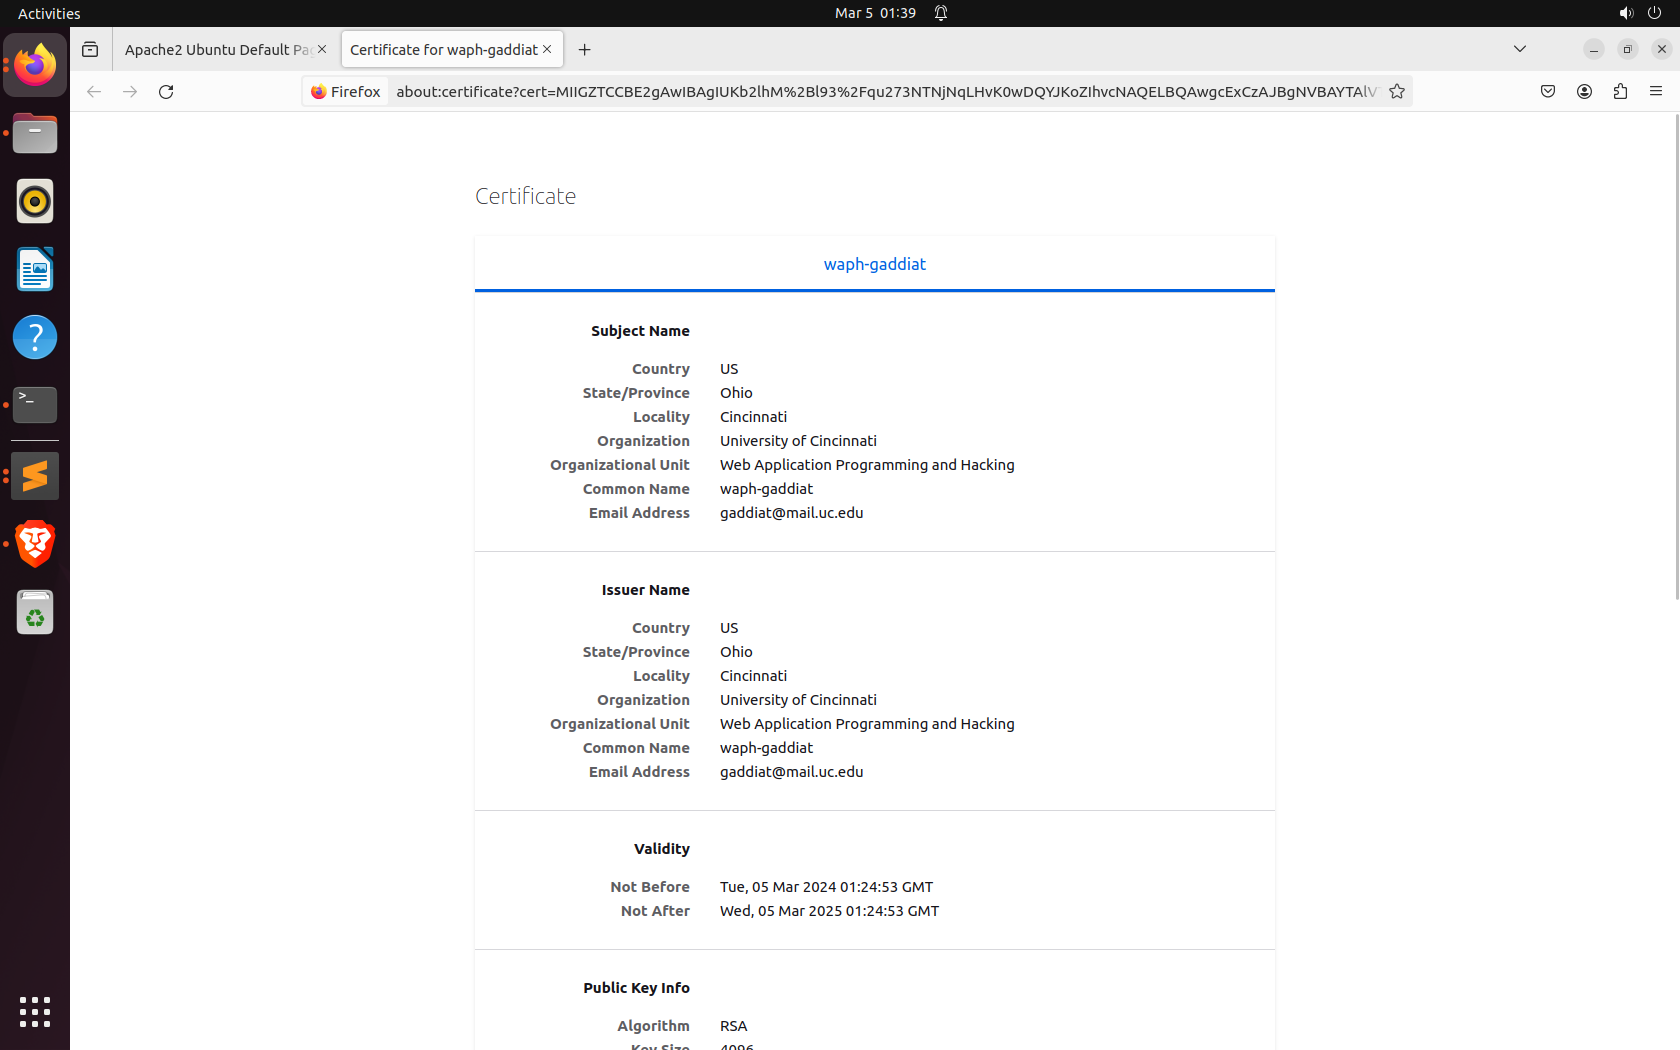 Activities
Mar 5 01:39
Apache2 Ubuntu Default Pa
Certificate for waph-gaddiat
Firefox
about:certificate?cert=MIIGZTCCBE2gAwIBAgIUKb2lhM%2Bl93%2Fqu273NTNjNqLHvK0wDQYJKoZIhvcNAQELBQAwgcExCzAJBgNVBAYTAlV
Certificate
waph-gaddiat
Subject Name
Country US
State/Province Ohio
Locality Cincinnati
Organization University of Cincinnati
Organizational Unit Web Application Programming and Hacking
Common Name waph-gaddiat
Email Address gaddiat@mail.uc.edu
Issuer Name
Country US
State/Province Ohio
Locality Cincinnati
Organization University of Cincinnati
Organizational Unit Web Application Programming and Hacking
Common Name waph-gaddiat
Email Address gaddiat@mail.uc.edu
Validity
Not Before Tue, 05 Mar 2024 01:24:53 GMT
Not After Wed, 05 Mar 2025 01:24:53 GMT
Public Key Info
Algorithm RSA
Key Size 4096